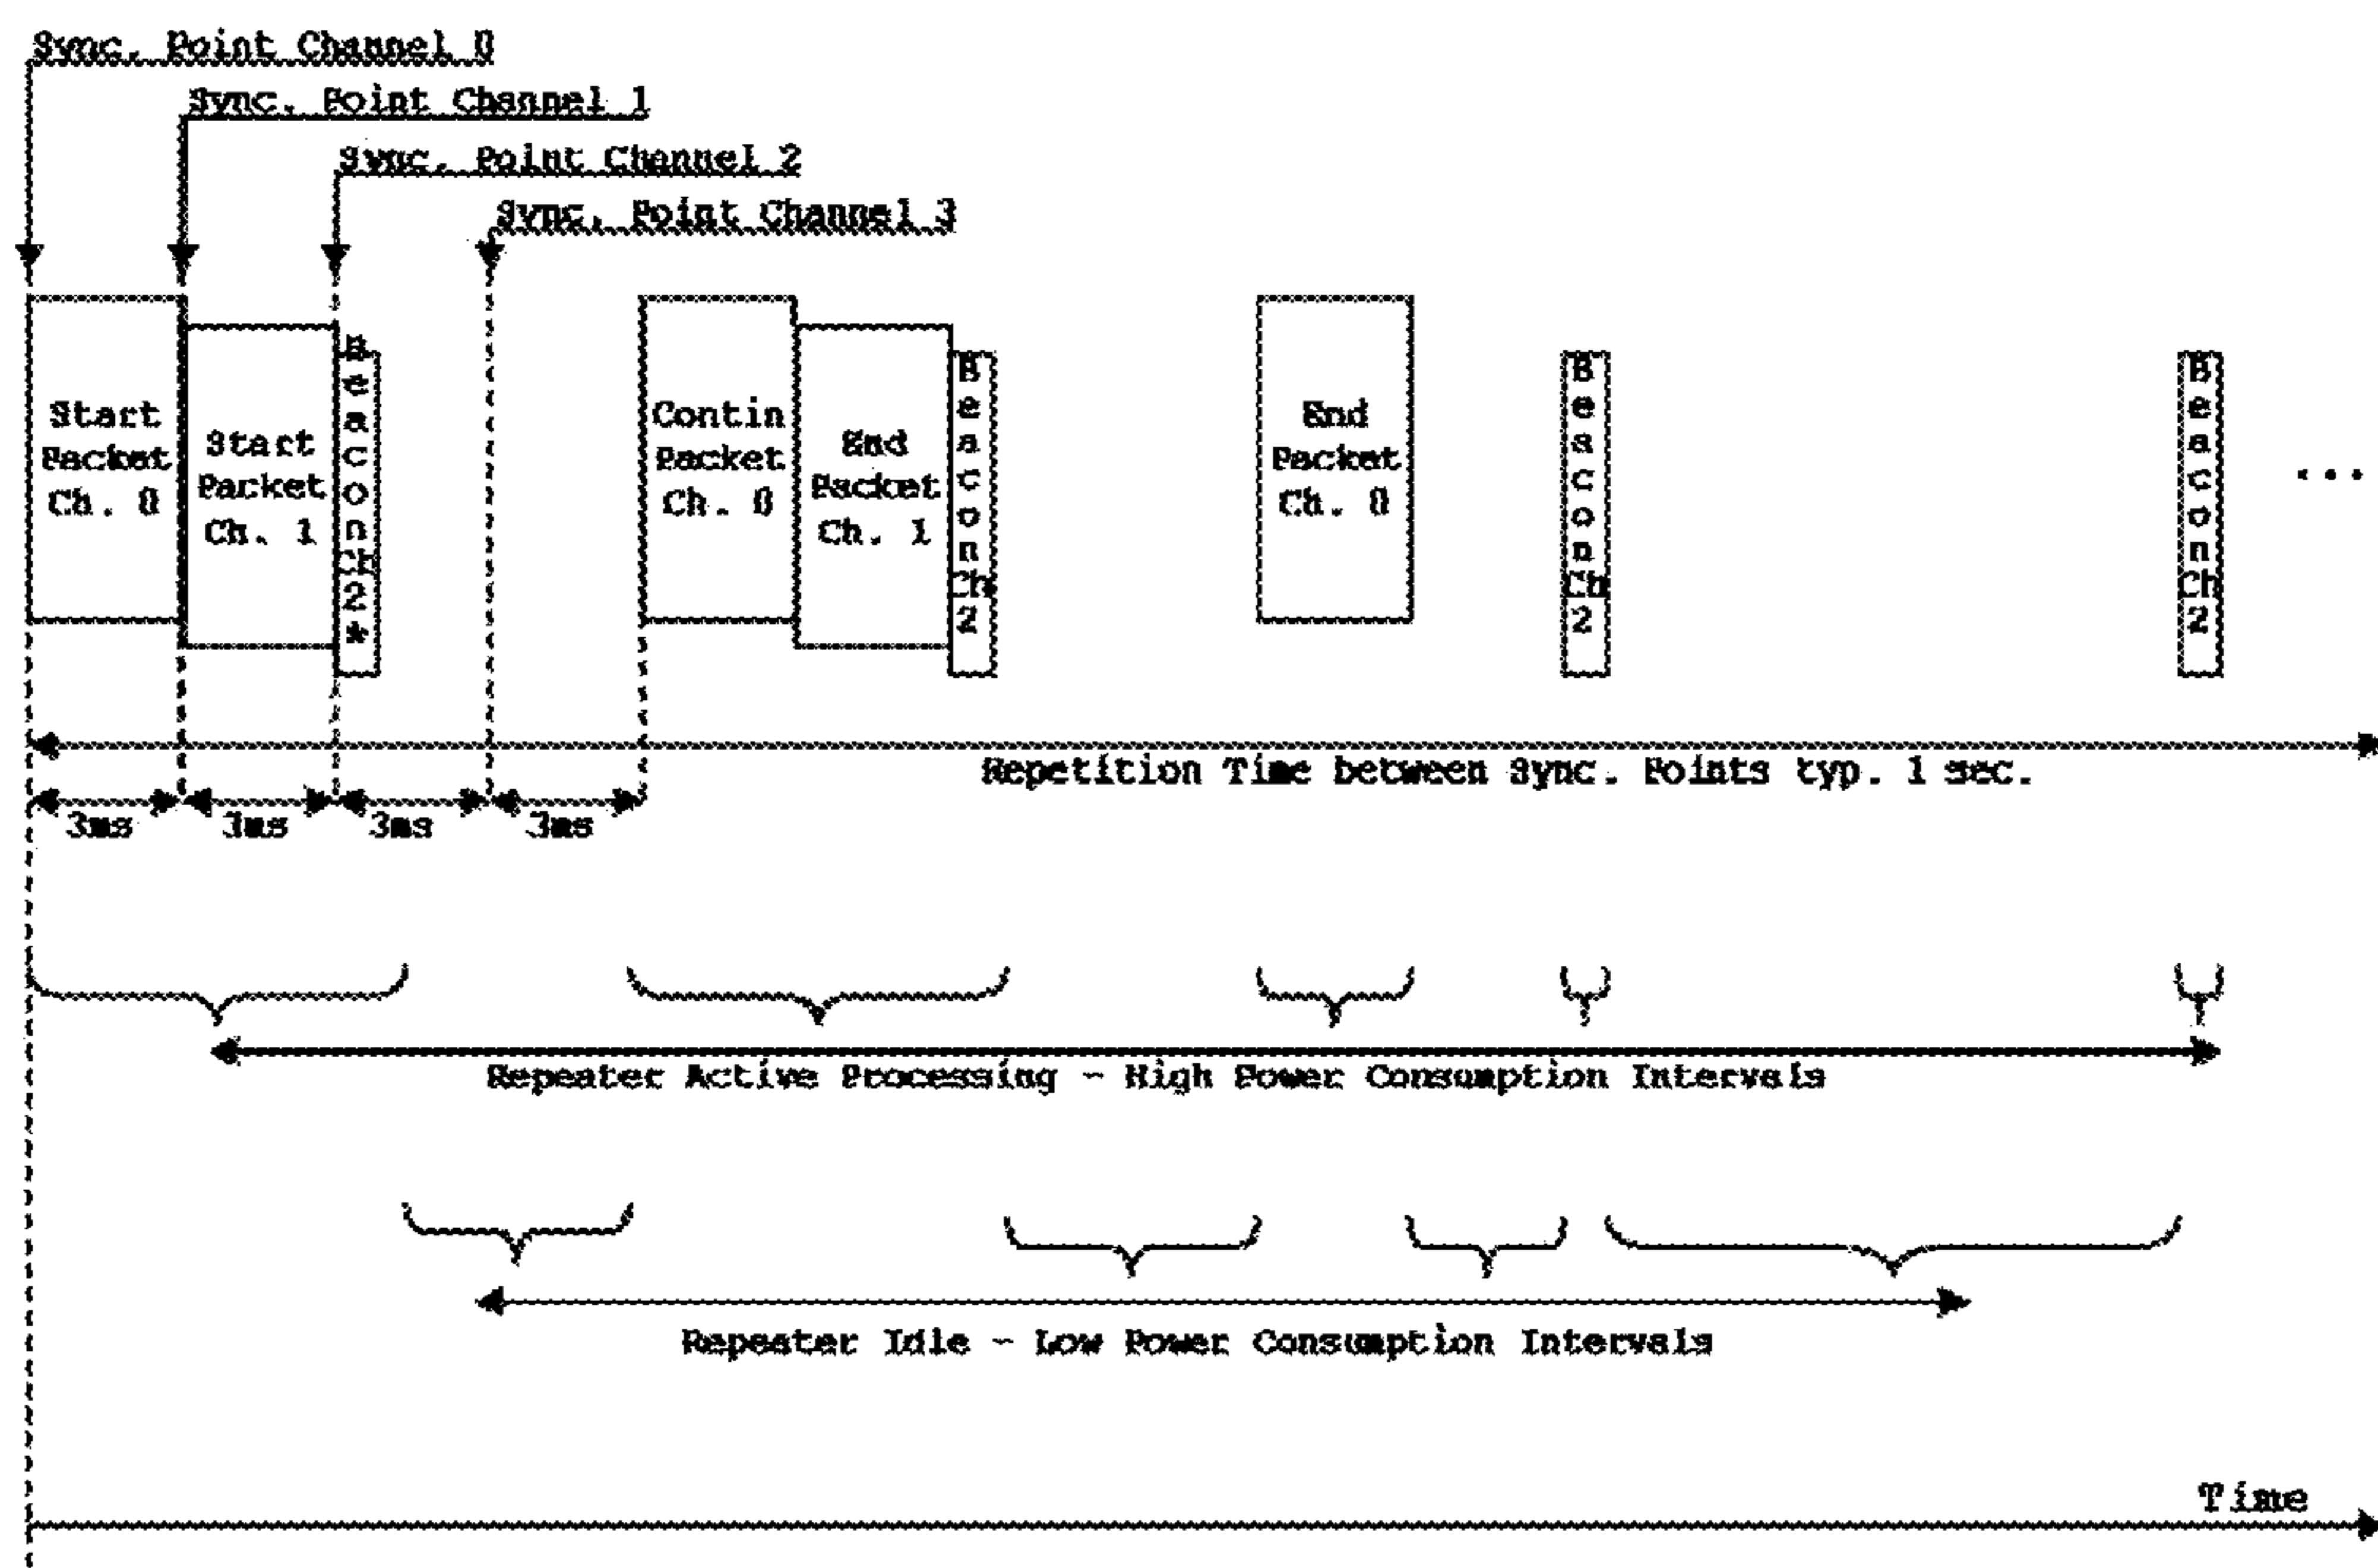 Sync. Point Channel 0
Sync. Point Channel 1
Sync. Point Channel 2
Sync. Point Channel 3
Start
Packet
Ch. 0
Start
Packet
Ch. 1
Beacon
Ch
2
*
Contin
Packet
Ch. 0
End
Packet
Ch. 1
Beacon
Ch
2
End
Packet
Ch. 0
Beacon
Ch
2
Beacon
Ch
2
...
Repetition Time between Sync. Points typ. 1 sec.
3ms
3ms
3ms
3ms
Repeater Active Processing - High Power Consumption Intervals
Repeater Idle - Low Power Consumption Intervals
Time